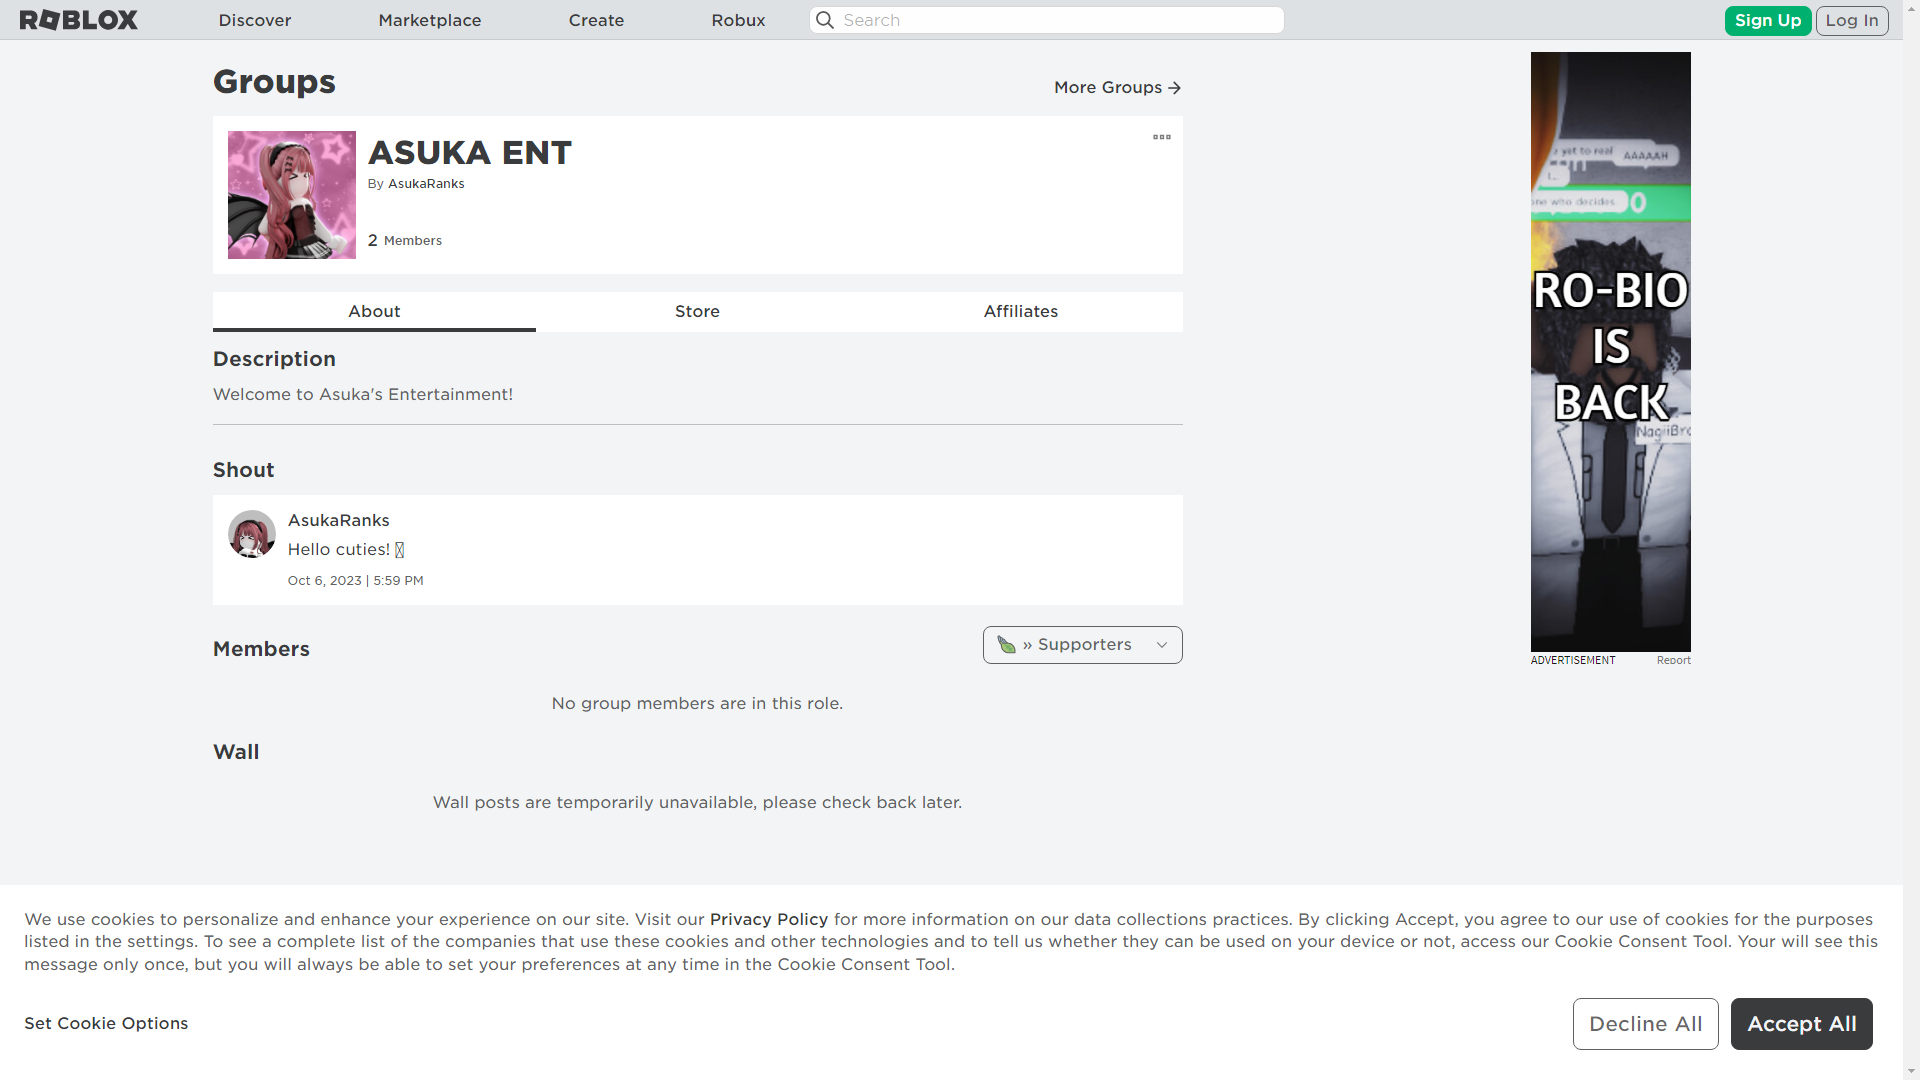 ROBLOX
Discover
Marketplace
Create
Robux
Search
Sign Up
Log In
Groups
More Groups
ASUKA ENT
By AsukaRanks
2 Members
About
Store
Affiliates
Description
Welcome to Asuka's Entertainment!
Shout
AsukaRanks
Hello cuties!
Oct 6, 2023 | 5:59 PM
Members
» Supporters
No group members are in this role.
Wall
Wall posts are temporarily unavailable, please check back later.
yet to real
AAAAAH
one who decides.
RO-BIO
IS
BACK
ADVERTISEMENT
Report
We use cookies to personalize and enhance your experience on our site. Visit our Privacy Policy for more information on our data collections practices. By clicking Accept, you agree to our use of cookies for the purposes
listed in the settings. To see a complete list of the companies that use these cookies and other technologies and to tell us whether they can be used on your device or not, access our Cookie Consent Tool. Your will see this
message only once, but you will always be able to set your preferences at any time in the Cookie Consent Tool.
Set Cookie Options
Decline All
Accept All